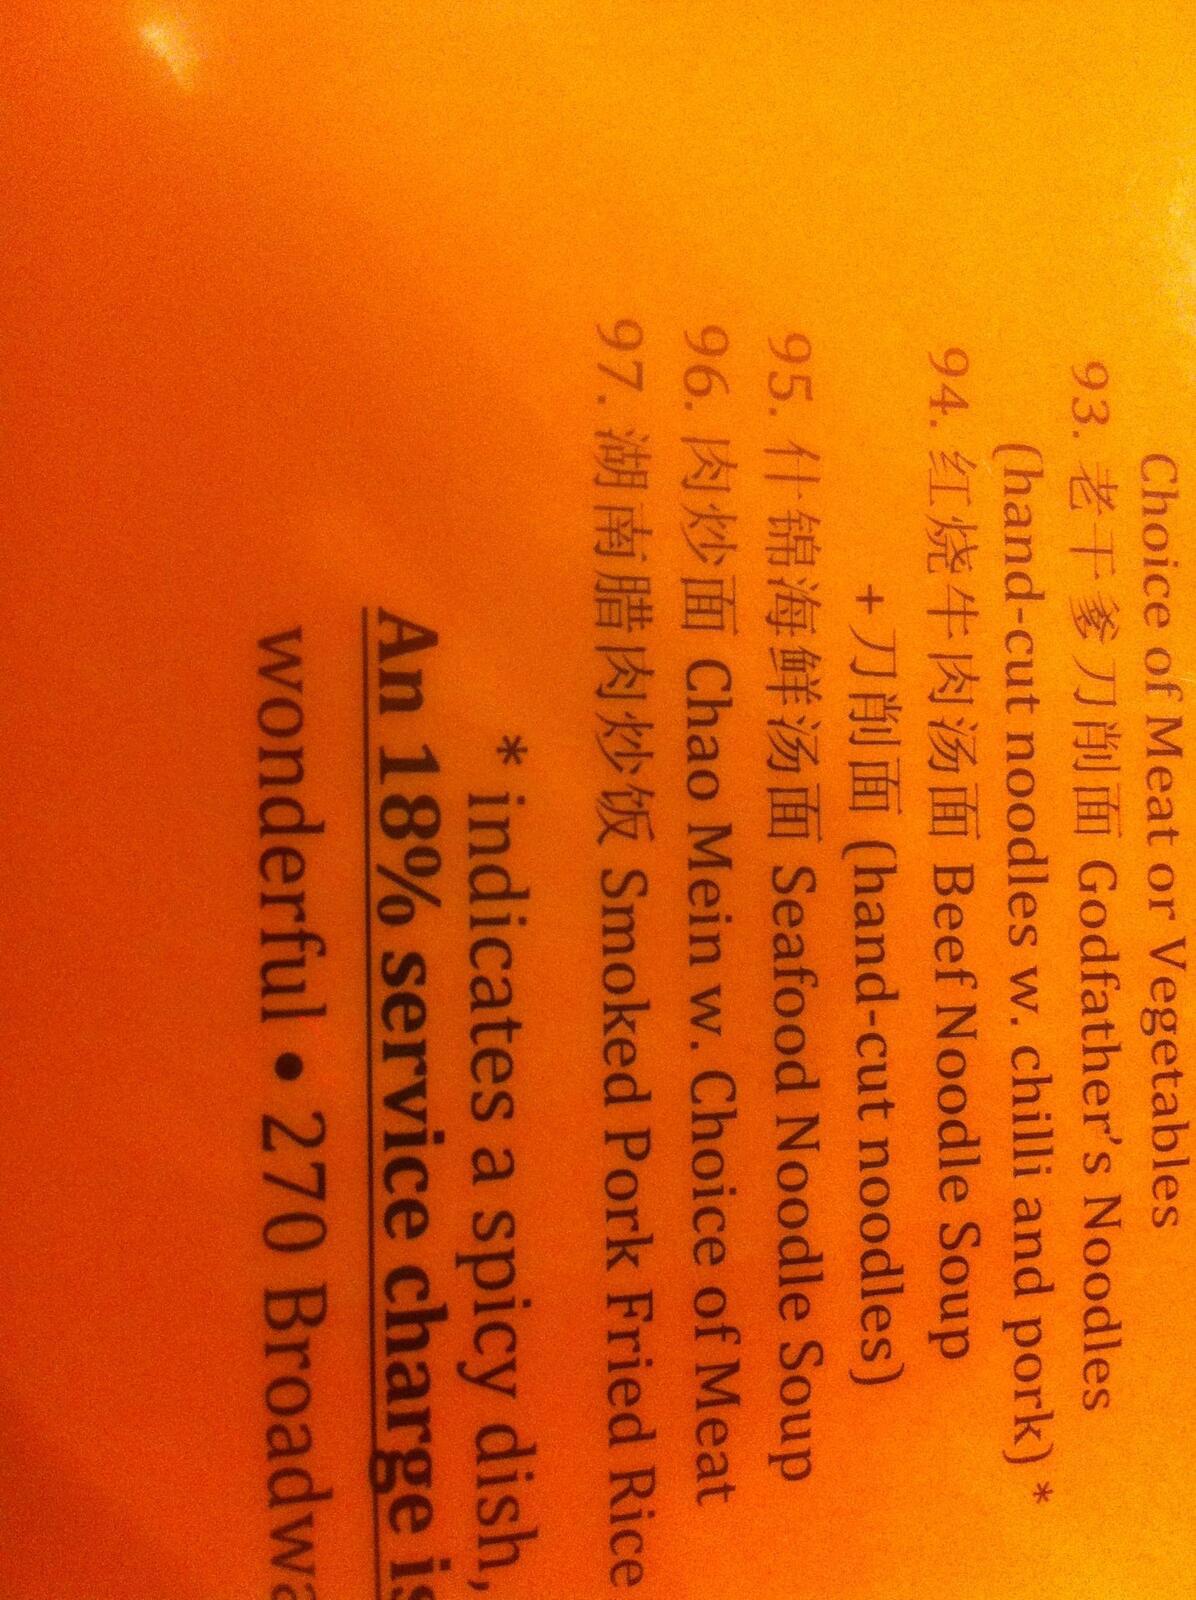 Choice of Meat or Vegetables
93. 老干爹刀削面 Godfather's Noodles
(hand-cut noodles w. chilli and pork) *
94. 红烧牛肉汤面 Beef Noodle Soup
+ 刀削面 (hand-cut noodles)
95. 什锦海鲜汤面 Seafood Noodle Soup
96. 肉炒面 Chao Mein w. Choice of Meat
97. 湖南腊肉炒饭 Smoked Pork Fried Rice
* indicates a spicy dish,
An 18% service charge is
wonderful • 270 Broadwa